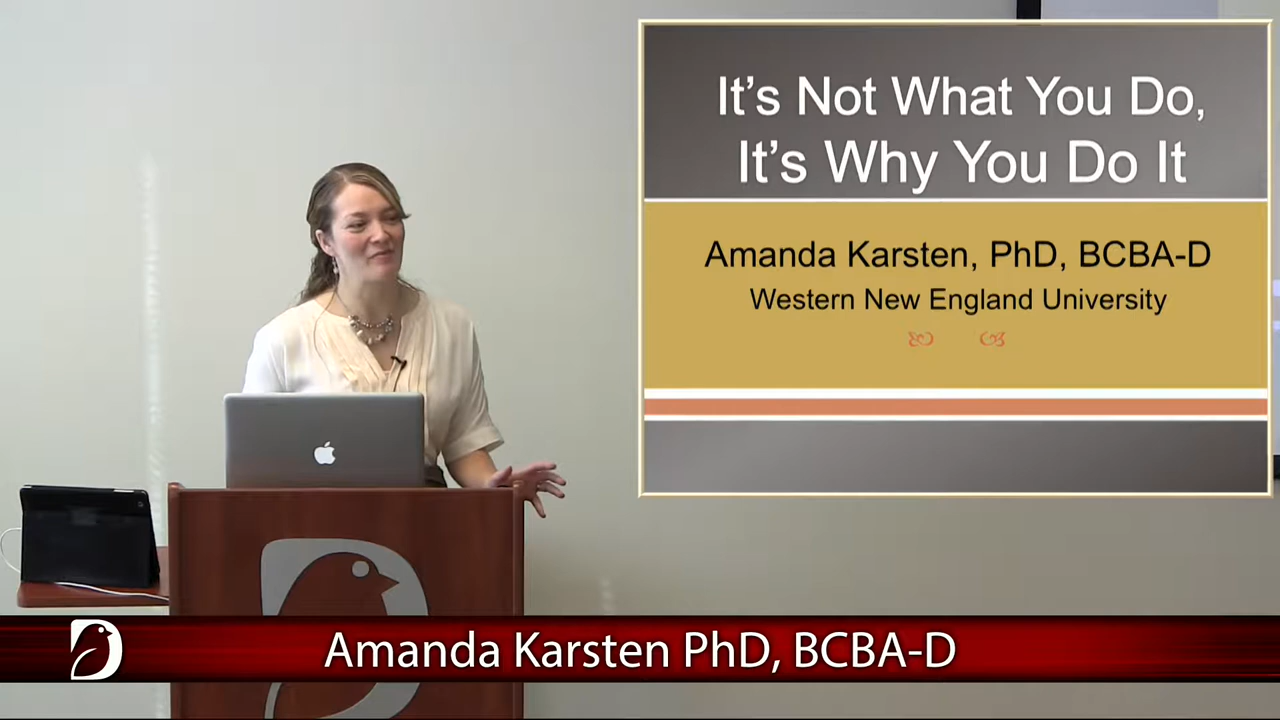 It's Not What You Do,
It's Why You Do It
Amanda Karsten, PhD, BCBA-D
Western New England University
Amanda Karsten PhD, BCBA-D